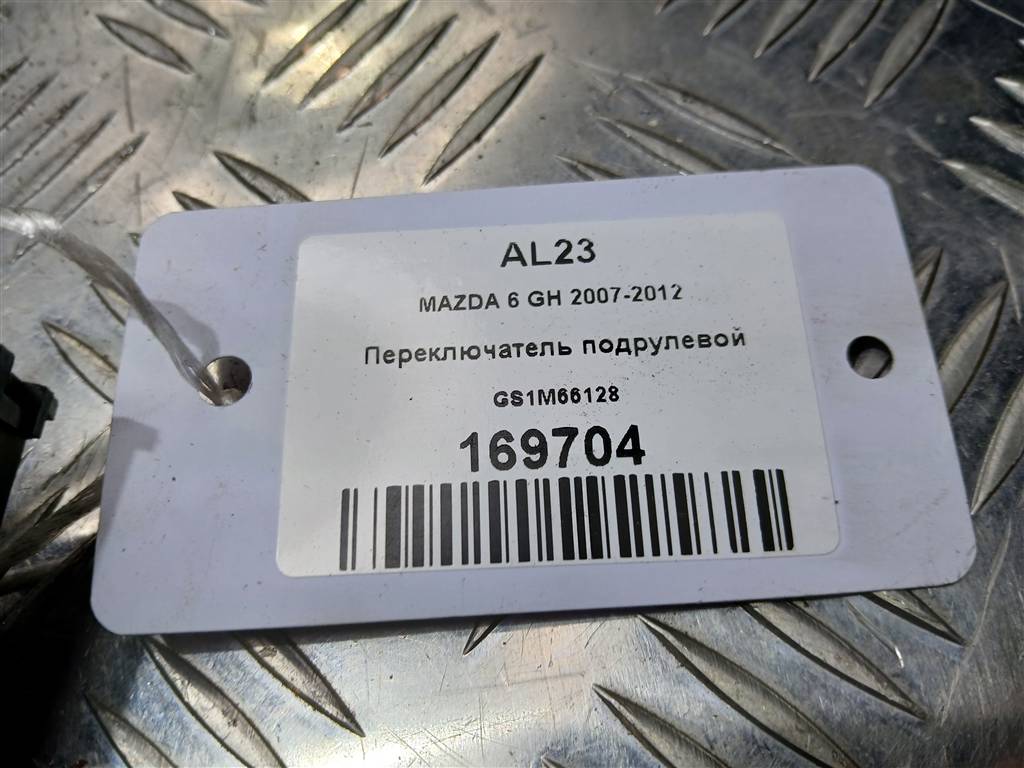 AL23
MAZDA 6 GH 2007-2012
Переключатель подрулевой
GS1M66128
169704